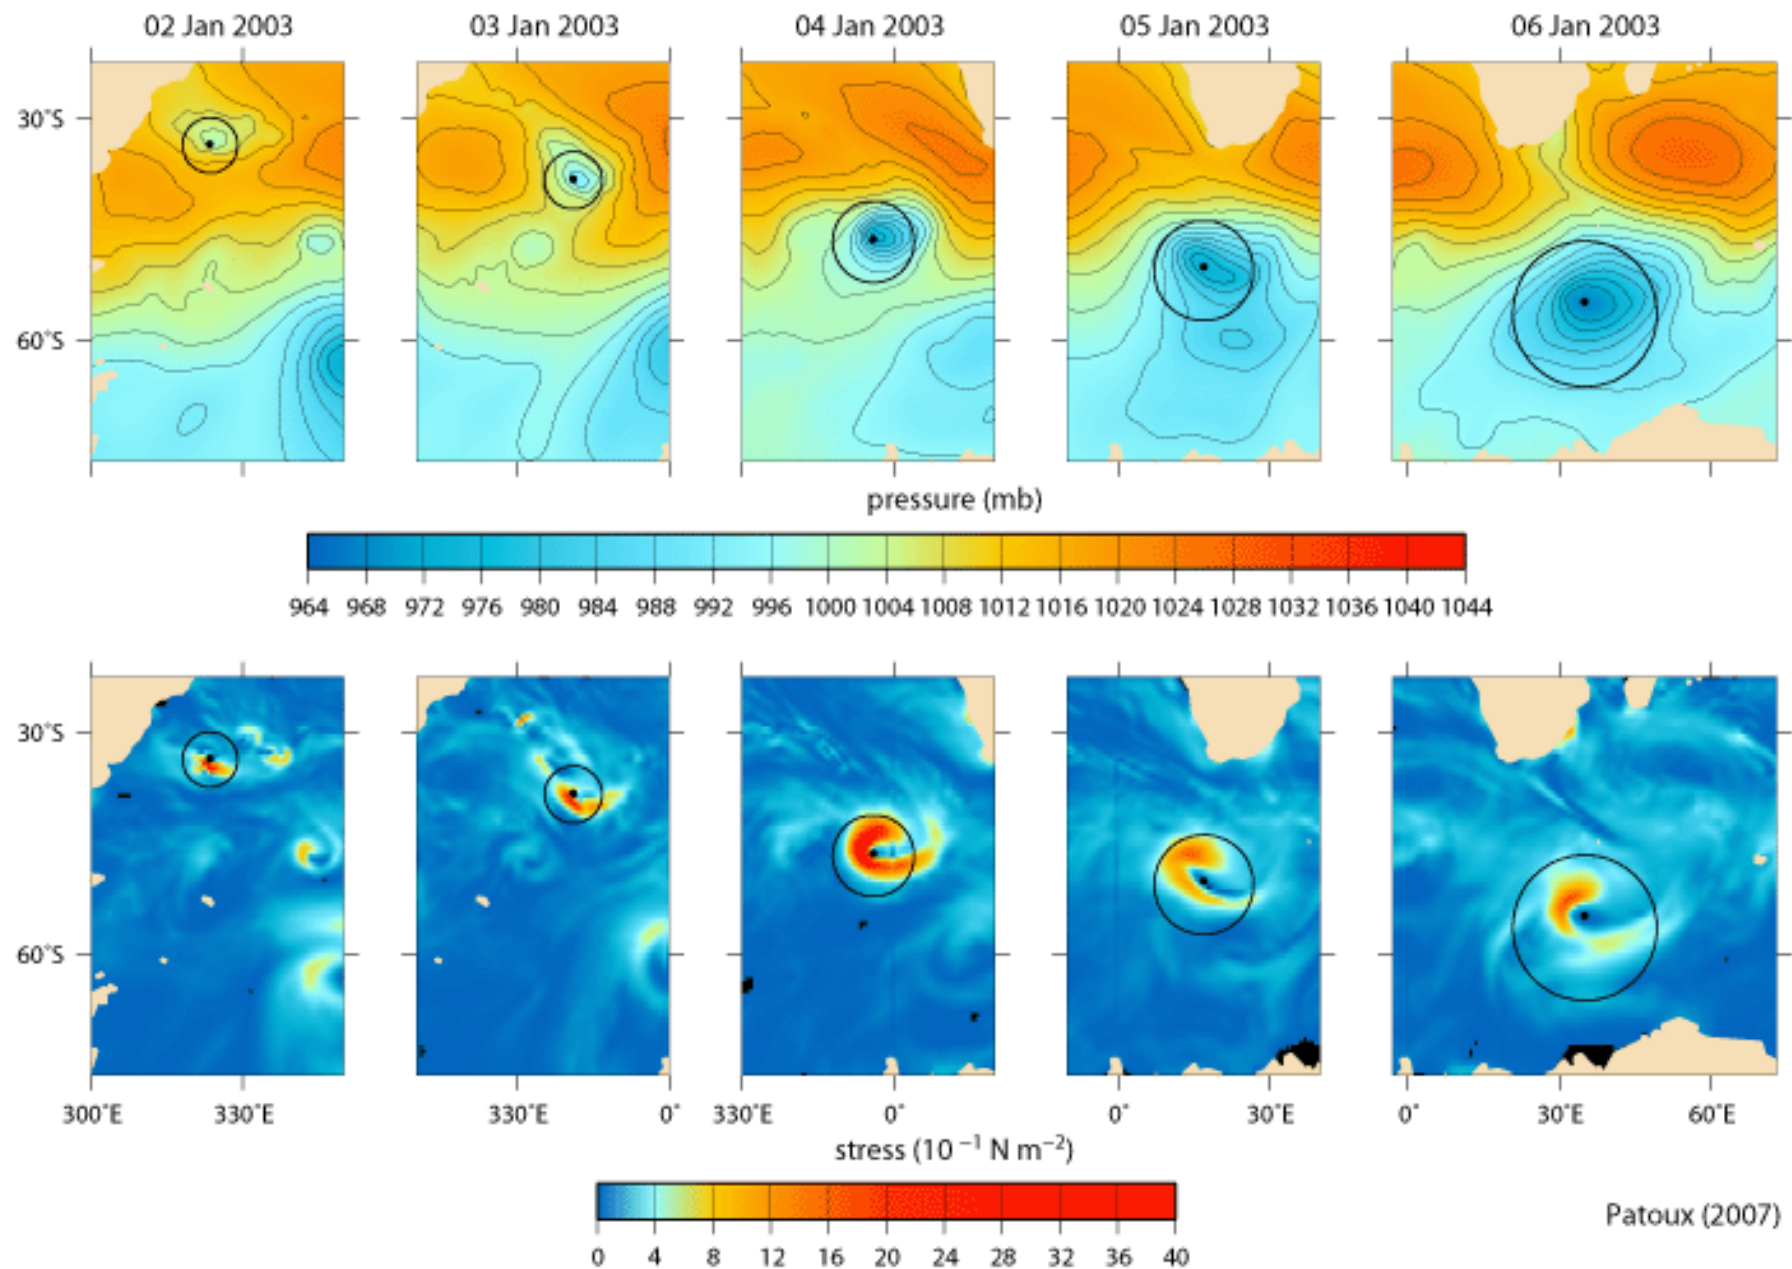 02 Jan 2003 03 Jan 2003 04 Jan 2003 05 Jan 2003 06 Jan 2003
30°S
60°S
pressure (mb)
964 968 972 976 980 984 988 992 996 1000 1004 1008 1012 1016 1020 1024 1028 1032 1036 1040 1044
30°S
60°S
300°E 330°E 330°E 0° 330°E 0° 0° 30°E 0° 30°E 60°E
stress (10⁻¹ N m⁻²)
0 4 8 12 16 20 24 28 32 36 40
Patoux (2007)